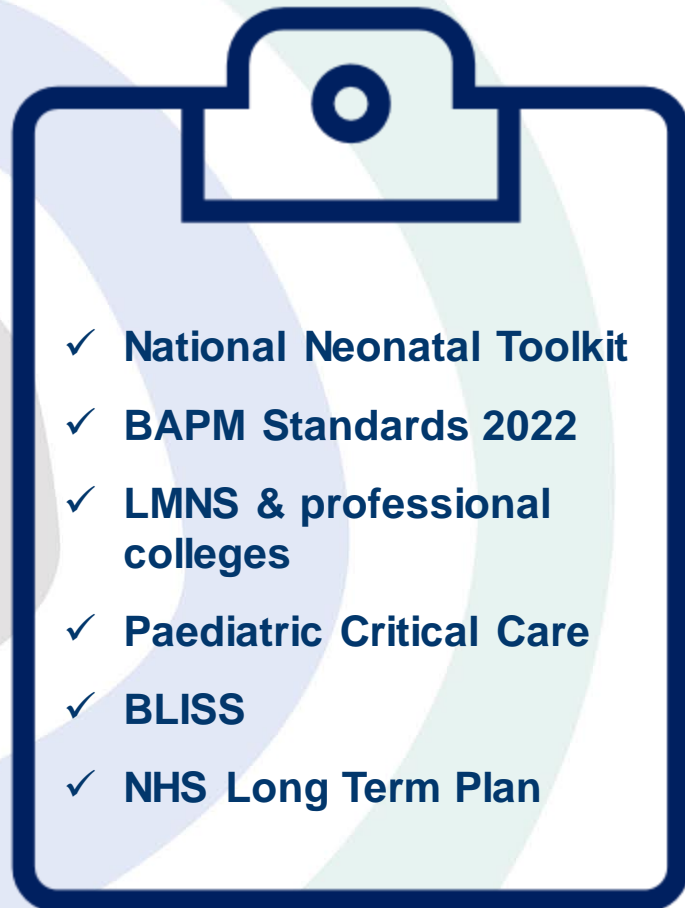 ✓ National Neonatal Toolkit
✓ BAPM Standards 2022
✓ LMNS & professional
colleges
✓ Paediatric Critical Care
✓ BLISS
✓ NHS Long Term Plan